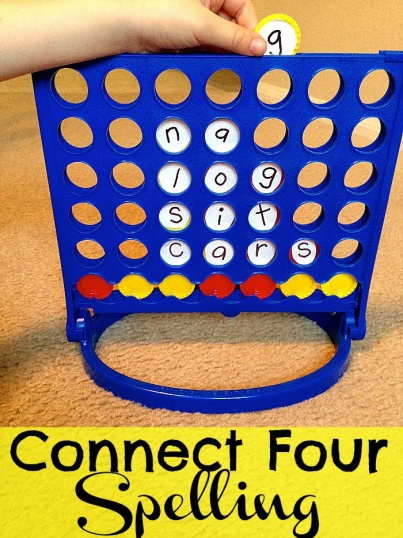 g
n a
l o g
s i t
c a r s
Connect Four
Spelling